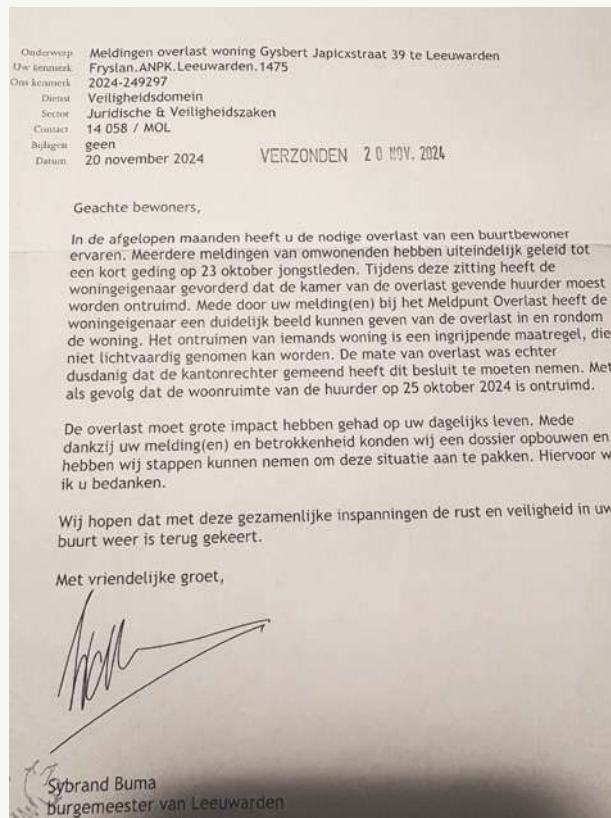 Onderwerp Meldingen overlast woning Gysbert Japicxstraat 39 te Leeuwarden
Uw kenmerk Fryslan.ANPK.Leeuwarden.1475
Ons kenmerk 2024-249297
Dienst Veiligheidsdomein
Sector Juridische & Veiligheidszaken
Contact 14 058 / MOL
Bijlagen geen
Datum 20 november 2024 VERZONDEN 20 NOV. 2024
Geachte bewoners,
In de afgelopen maanden heeft u de nodige overlast van een buurtbewoner
ervaren. Meerdere meldingen van omwonenden hebben uiteindelijk geleid tot
een kort geding op 23 oktober jongstleden. Tijdens deze zitting heeft de
woningeigenaar gevorderd dat de kamer van de overlast gevende huurder moest
worden ontruimd. Mede door uw melding(en) bij het Meldpunt Overlast heeft de
woningeigenaar een duidelijk beeld kunnen geven van de overlast in en rondom
de woning. Het ontruimen van iemands woning is een ingrijpende maatregel, die
niet lichtvaardig genomen kan worden. De mate van overlast was echter
dusdanig dat de kantonrechter gemeend heeft dit besluit te moeten nemen. Met
als gevolg dat de woonruimte van de huurder op 25 oktober 2024 is ontruimd.
De overlast moet grote impact hebben gehad op uw dagelijks leven. Mede
dankzij uw melding(en) en betrokkenheid konden wij een dossier opbouwen en
hebben wij stappen kunnen nemen om deze situatie aan te pakken. Hiervoor w
ik u bedanken.
Wij hopen dat met deze gezamenlijke inspanningen de rust en veiligheid in uw
buurt weer is terug gekeert.
Met vriendelijke groet,
Sybrand Buma
burgemeester van Leeuwarden